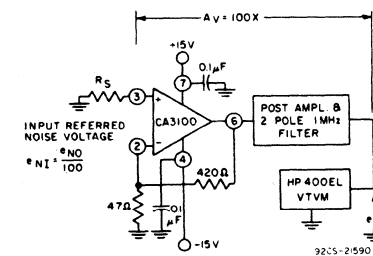 AV = 100X
+15V
0.1µF
RS
7
3
+
CA3100
6
POST AMPL. &
2 POLE 1MHz
FILTER
INPUT REFERRED
NOISE VOLTAGE
eNI = eNO
100
2
-
4
420Ω
HP 400EL
VTVM
47Ω
0.1
µF
-15V
e
92CS-21590